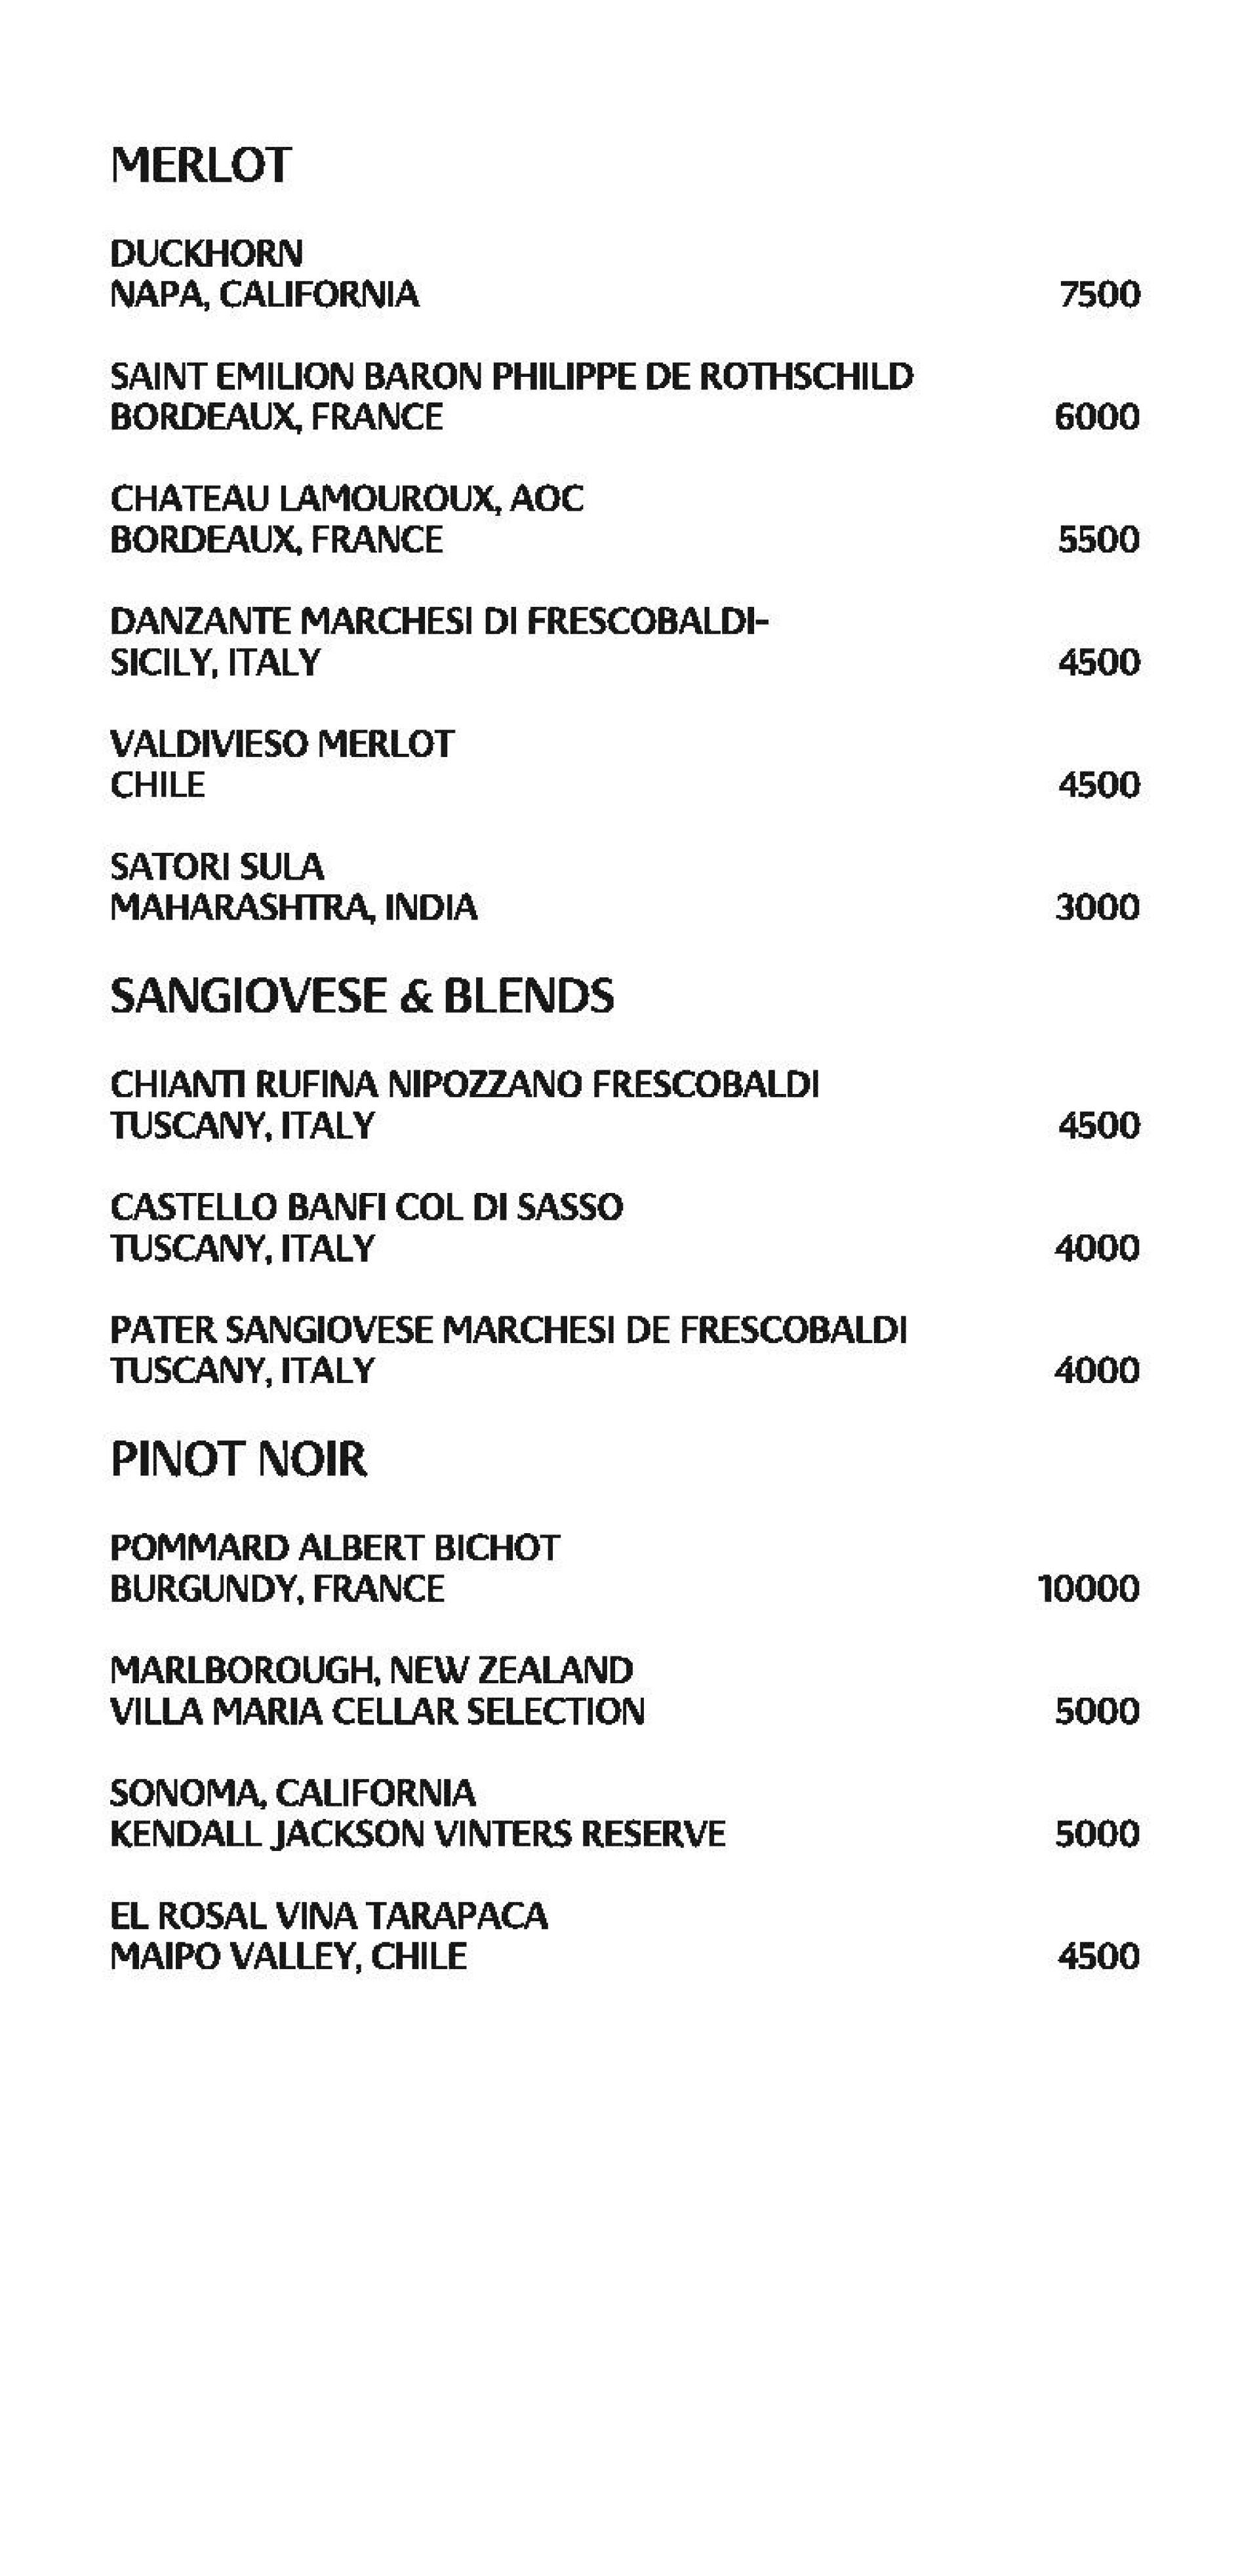 MERLOT
DUCKHORN
NAPA, CALIFORNIA 7500
SAINT EMILION BARON PHILIPPE DE ROTHSCHILD
BORDEAUX, FRANCE 6000
CHATEAU LAMOUROUX, AOC
BORDEAUX, FRANCE 5500
DANZANTE MARCHESI DI FRESCOBALDI-
SICILY, ITALY 4500
VALDIVIESO MERLOT
CHILE 4500
SATORI SULA
MAHARASHTRA, INDIA 3000
SANGIOVESE & BLENDS
CHIANTI RUFINA NIPOZZANO FRESCOBALDI
TUSCANY, ITALY 4500
CASTELLO BANFI COL DI SASSO
TUSCANY, ITALY 4000
PATER SANGIOVESE MARCHESI DE FRESCOBALDI
TUSCANY, ITALY 4000
PINOT NOIR
POMMARD ALBERT BICHOT
BURGUNDY, FRANCE 10000
MARLBOROUGH, NEW ZEALAND
VILLA MARIA CELLAR SELECTION 5000
SONOMA, CALIFORNIA
KENDALL JACKSON VINTERS RESERVE 5000
EL ROSAL VINA TARAPACA
MAIPO VALLEY, CHILE 4500